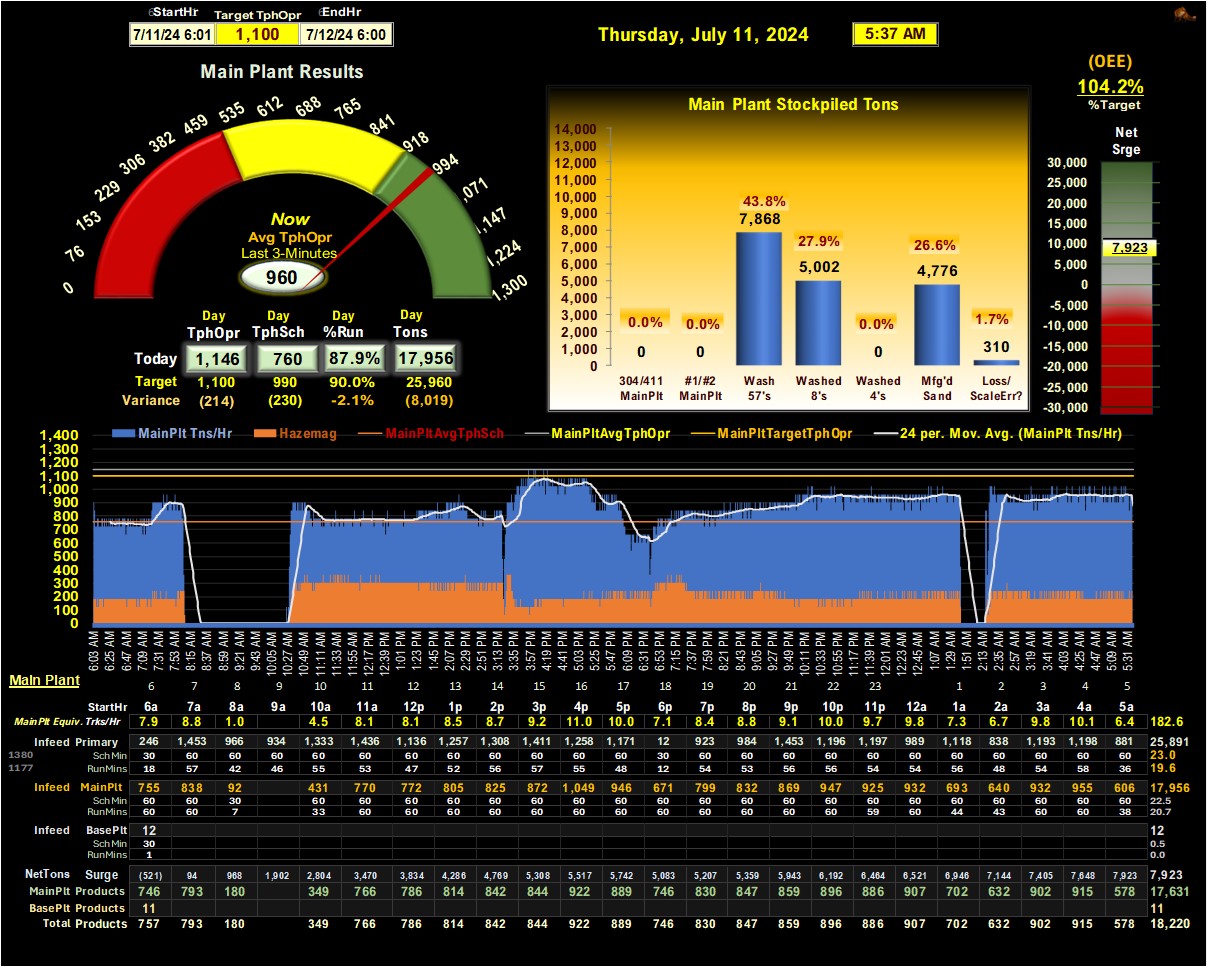 6StartHr Target TphOpr 6EndHr
7/11/24 6:01 1,100 7/12/24 6:00
Thursday, July 11, 2024 5:37 AM
Main Plant Results
(OEE)
104.2%
%Target
Net
Srge
0 76 153 229 306 382 459 535 612 688 765 841 918 994 ,071 1,147 1,224 1,300
Now
Avg TphOpr
Last 3-Minutes
960
Day Day Day Day
TphOpr TphSch %Run Tons
Today 1,146 760 87.9% 17,956
Target 1,100 990 90.0% 25,960
Variance (214) (230) -2.1% (8,019)
Main Plant Stockpiled Tons
14,000
13,000
12,000
11,000
10,000
9,000
8,000
7,000
6,000
5,000
4,000
3,000
2,000
1,000
0
0.0% 0.0% 43.8% 27.9% 0.0% 26.6% 1.7%
0 0 7,868 5,002 0 4,776 310
304/411 #1/#2 Wash Washed Washed Mfg'd Loss/
MainPlt MainPlt 57's 8's 4's Sand ScaleErr?
30,000
25,000
20,000
15,000
10,000
5,000
0
-5,000
-10,000
-15,000
-20,000
-25,000
-30,000
7,923
MainPlt Tns/Hr Hazemag MainPltAvgTphSch MainPltAvgTphOpr MainPltTargetTphOpr 24 per. Mov. Avg. (MainPlt Tns/Hr)
1,400
1,300
1,200
1,100
1,000
900
800
700
600
500
400
300
200
100
0
6:03 AM 6:25 AM 6:47 AM 7:09 AM 7:31 AM 7:53 AM 8:15 AM 8:37 AM 8:59 AM 9:21 AM 9:43 AM 10:05 AM 10:27 AM 10:49 AM 11:11 AM 11:33 AM 11:55 AM 12:17 PM 12:39 PM 1:01 PM 1:23 PM 1:45 PM 2:07 PM 2:29 PM 2:51 PM 3:13 PM 3:35 PM 3:57 PM 4:19 PM 4:41 PM 5:03 PM 5:25 PM 5:47 PM 6:09 PM 6:31 PM 6:53 PM 7:15 PM 7:37 PM 7:59 PM 8:21 PM 8:43 PM 9:05 PM 9:27 PM 9:49 PM 10:11 PM 10:33 PM 10:55 PM 11:17 PM 11:39 PM 12:01 AM 12:23 AM 12:45 AM 1:07 AM 1:29 AM 1:51 AM 2:13 AM 2:35 AM 2:57 AM 3:19 AM 3:41 AM 4:03 AM 4:25 AM 4:47 AM 5:09 AM 5:31 AM
Main Plant
6 7 8 9 10 11 12 13 14 15 16 17 18 19 20 21 22 23 1 2 3 4 5
StartHr 6a 7a 8a 9a 10a 11a 12p 1p 2p 3p 4p 5p 6p 7p 8p 9p 10p 11p 12a 1a 2a 3a 4a 5a
MainPlt Equiv. Trks/Hr 7.9 8.8 1.0 4.5 8.1 8.1 8.5 8.7 9.2 11.0 10.0 7.1 8.4 8.8 9.1 10.0 9.7 9.8 7.3 6.7 9.8 10.1 6.4 182.6
Infeed Primary 246 1,453 966 934 1,333 1,436 1,136 1,257 1,308 1,411 1,258 1,171 12 923 984 1,453 1,196 1,197 989 1,118 838 1,193 1,198 881 25,891
1380 SchMin 30 60 60 60 60 60 60 60 60 60 60 60 30 60 60 60 60 60 60 60 60 60 60 60 23.0
1177 RunMins 18 57 42 46 55 53 47 52 56 57 55 48 12 54 53 56 56 54 54 56 48 54 58 36 19.6
Infeed MainPlt 755 838 92 431 770 772 805 825 872 1,049 946 671 799 832 869 947 925 932 693 640 932 955 606 17,956
SchMin 60 60 30 60 60 60 60 60 60 60 60 60 60 60 60 60 60 60 60 60 60 60 60 22.5
RunMins 60 60 7 33 60 60 60 60 60 60 60 60 60 60 60 60 59 60 44 43 60 60 38 20.7
Infeed BasePlt 12 12
SchMin 30 0.5
RunMins 1 0.0
NetTons Surge (521) 94 968 1,902 2,804 3,470 3,834 4,286 4,769 5,308 5,517 5,742 5,083 5,207 5,359 5,943 6,192 6,464 6,521 6,946 7,144 7,405 7,648 7,923 7,923
MainPlt Products 746 793 180 349 766 786 814 842 844 922 889 746 830 847 859 896 886 907 702 632 902 915 578 17,631
BasePlt Products 11 11
Total Products 757 793 180 349 766 786 814 842 844 922 889 746 830 847 859 896 886 907 702 632 902 915 578 18,220